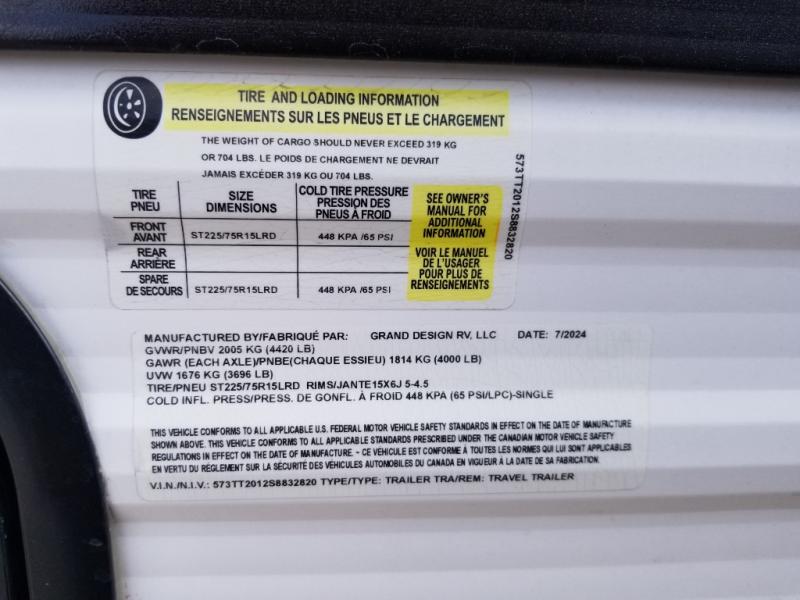 TIRE AND LOADING INFORMATION
RENSEIGNEMENTS SUR LES PNEUS ET LE CHARGEMENT
THE WEIGHT OF CARGO SHOULD NEVER EXCEED 319 KG
OR 704 LBS. LE POIDS DE CHARGEMENT NE DEVRAIT
JAMAIS EXCÉDER 319 KG OU 704 LBS.
TIRE
PNEU
SIZE
DIMENSIONS
COLD TIRE PRESSURE
PRESSION DES
PNEUS À FROID
SEE OWNER'S
MANUAL FOR
ADDITIONAL
INFORMATION
FRONT
AVANT
ST225/75R15LRD
448 KPA /65 PSI
REAR
ARRIÈRE
VOIR LE MANUEL
DE L'USAGER
POUR PLUS DE
RENSEIGNEMENTS
SPARE
DE SECOURS
ST225/75R15LRD
448 KPA /65 PSI
573TT2012S8832820
MANUFACTURED BY/FABRIQUÉ PAR: GRAND DESIGN RV, LLC DATE: 7/2024
GVWR/PNBV 2005 KG (4420 LB)
GAWR (EACH AXLE)/PNBE(CHAQUE ESSIEU) 1814 KG (4000 LB)
UVW 1676 KG (3696 LB)
TIRE/PNEU ST225/75R15LRD RIMS/JANTE15X6J 5-4.5
COLD INFL. PRESS/PRESS. DE GONFL. À FROID 448 KPA (65 PSI/LPC)-SINGLE
THIS VEHICLE CONFORMS TO ALL APPLICABLE U.S. FEDERAL MOTOR VEHICLE SAFETY STANDARDS IN EFFECT ON THE DATE OF MANUFACTURE
SHOWN ABOVE. THIS VEHICLE CONFORMS TO ALL APPLICABLE STANDARDS PRESCRIBED UNDER THE CANADIAN MOTOR VEHICLE SAFETY
REGULATIONS IN EFFECT ON THE DATE OF MANUFACTURE. - CE VEHICULE EST CONFORME À TOUTES LES NORMES QUI LUI SONT APPLICABLES
EN VERTU DU RÉGLEMENT SUR LA SÉCURITÉ DES VÉHICULES AUTOMOBILES DU CANADA EN VIGUEUR A LA DATE DE SA FABRICATION.
V.I.N./N.I.V.: 573TT2012S8832820 TYPE/TYPE: TRAILER TRA/REM: TRAVEL TRAILER